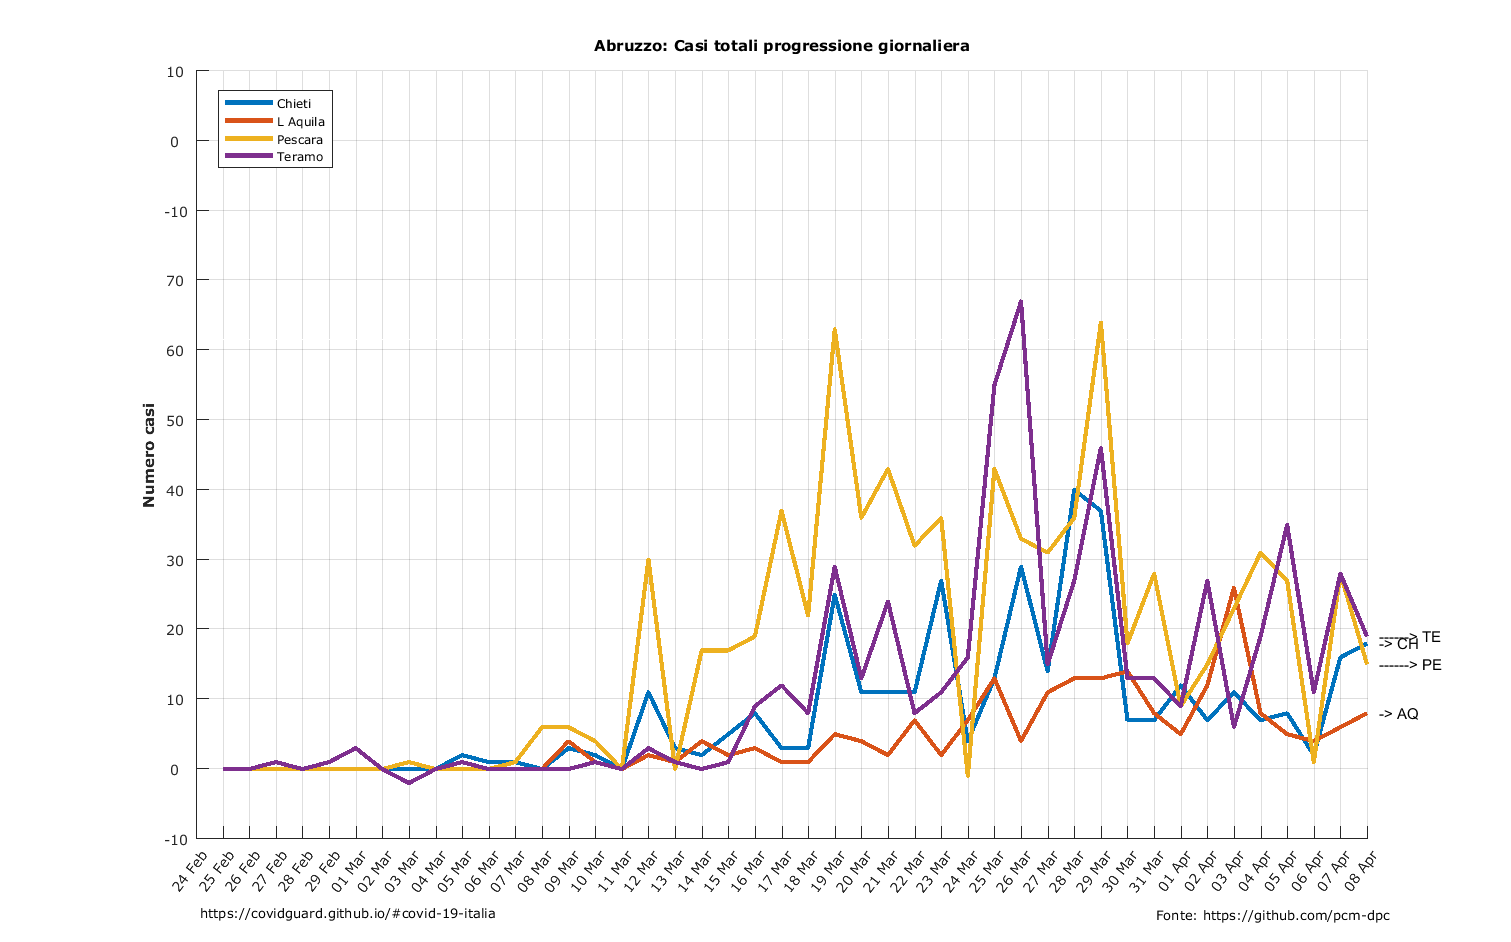 Abruzzo: Casi totali progressione giornaliera
10
0
-10
70
60
50
40
30
20
10
0
-10
Numero casi
Chieti
L Aquila
Pescara
Teramo
------> TE
-> CH
------> PE
-> AQ
24 Feb
25 Feb
26 Feb
27 Feb
28 Feb
29 Feb
01 Mar
02 Mar
03 Mar
04 Mar
05 Mar
06 Mar
07 Mar
08 Mar
09 Mar
10 Mar
11 Mar
12 Mar
13 Mar
14 Mar
15 Mar
16 Mar
17 Mar
18 Mar
19 Mar
20 Mar
21 Mar
22 Mar
23 Mar
24 Mar
25 Mar
26 Mar
27 Mar
28 Mar
29 Mar
30 Mar
31 Mar
01 Apr
02 Apr
03 Apr
04 Apr
05 Apr
06 Apr
07 Apr
08 Apr
https://covidguard.github.io/#covid-19-italia
Fonte: https://github.com/pcm-dpc